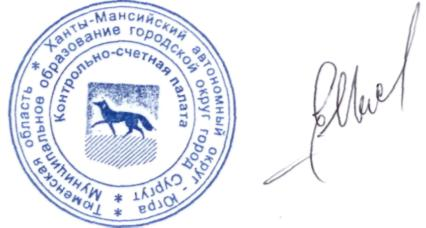 Тюменская область * Ханты-Мансийский автономный округ - Югра *
Муниципальное образование городской округ город Сургут *
Контрольно-счетная палата